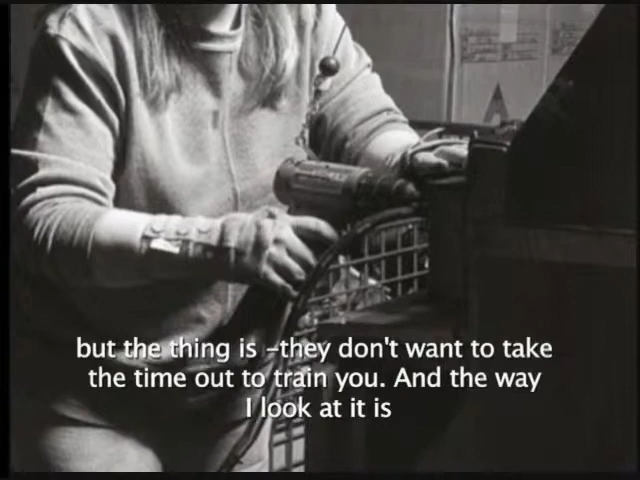 but the thing is –they don't want to take
the time out to train you. And the way
I look at it is